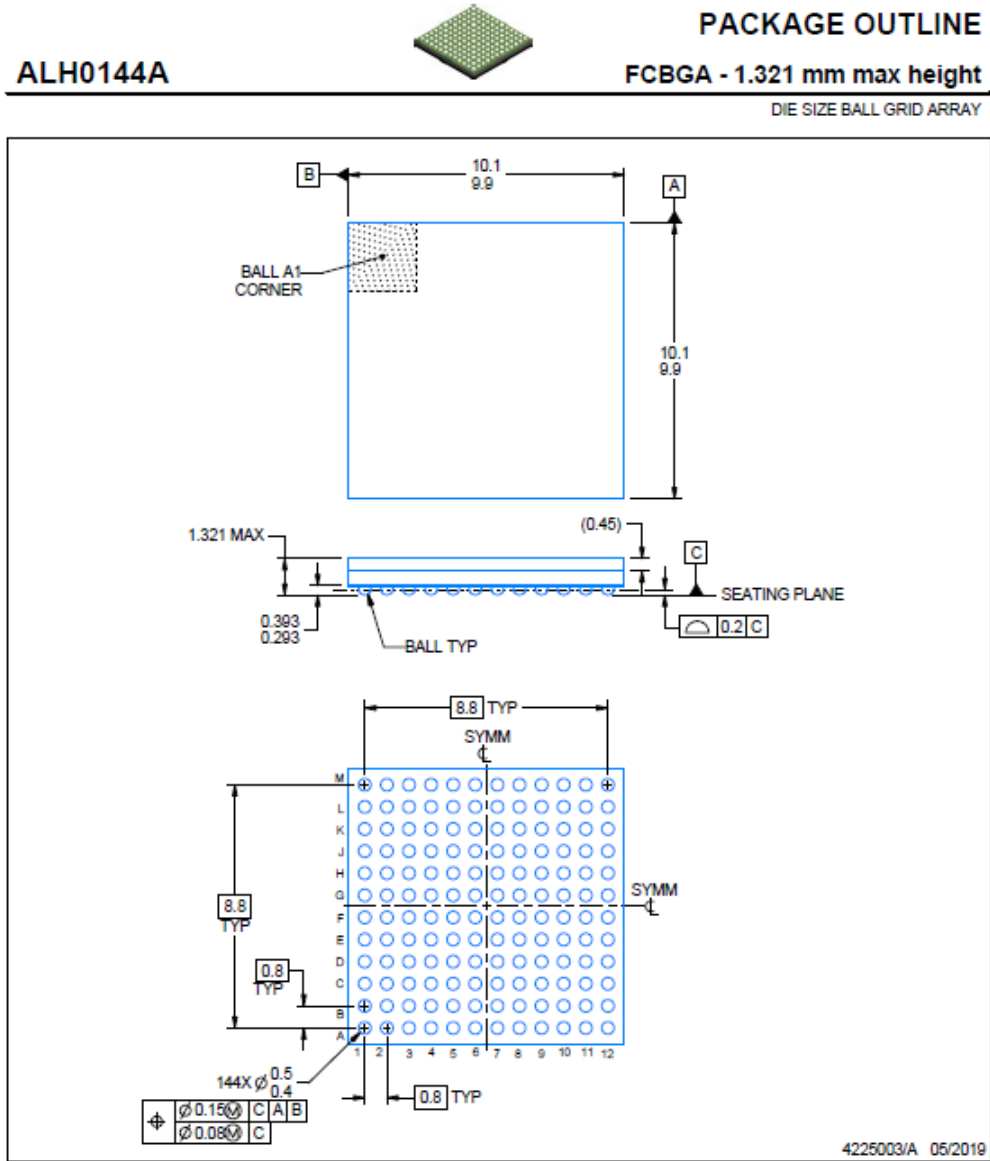 PACKAGE OUTLINE
ALH0144A
FCBGA - 1.321 mm max height
DIE SIZE BALL GRID ARRAY
B
10.1
9.9
A
BALL A1
CORNER
10.1
9.9
1.321 MAX
(0.45)
C
SEATING PLANE
0.393
0.293
BALL TYP
⌓ 0.2 C
8.8 TYP
SYMM
℄
M
L
K
J
H
G
SYMM
℄
8.8
TYP
F
E
D
0.8
TYP
C
B
A
1 2 3 4 5 6 7 8 9 10 11 12
144X ⌀ 0.5
0.4
0.8 TYP
⌖ ⌀ 0.15 Ⓜ C A B
⌀ 0.08 Ⓜ C
4225003/A 05/2019